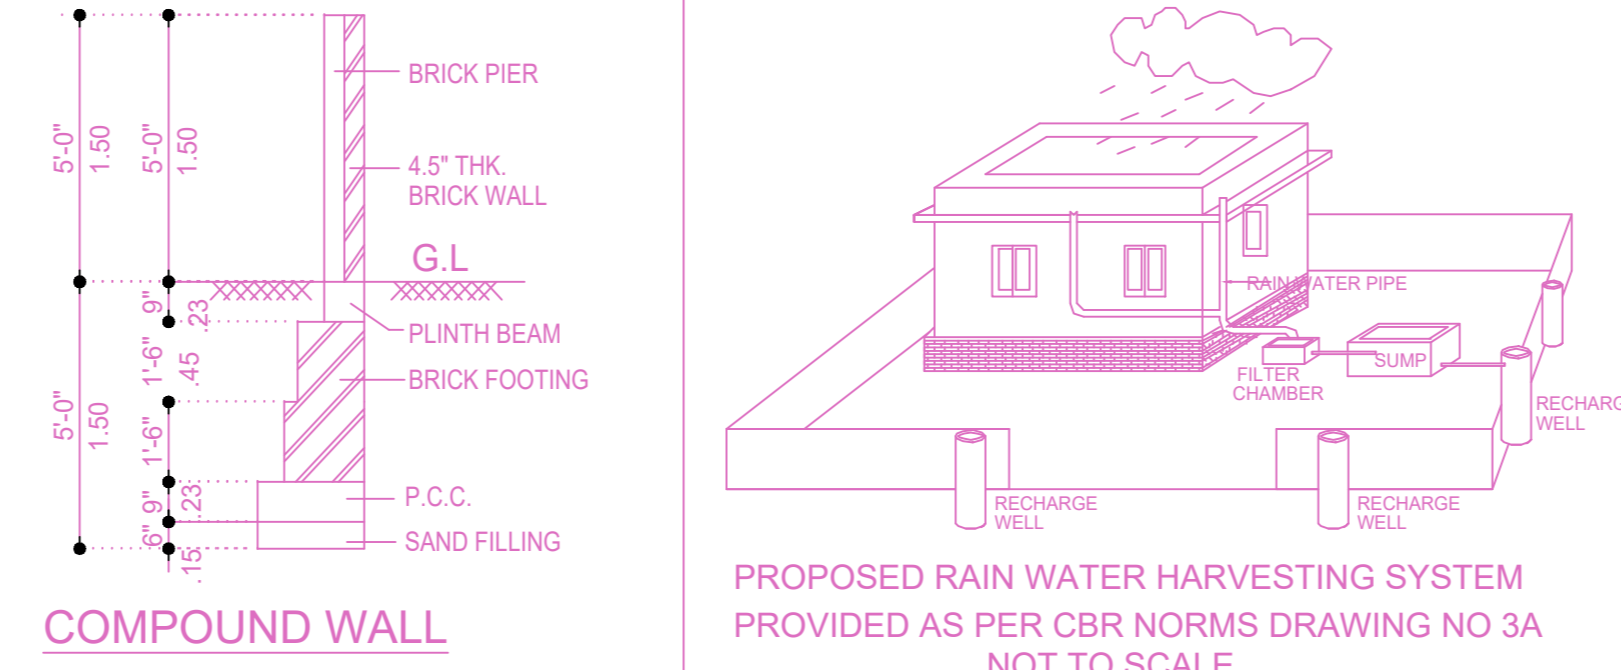 5'-0"
1.50
5'-0"
1.50
BRICK PIER
4.5" THK.
BRICK WALL
G.L
9"
.23
PLINTH BEAM
1'-6"
.45
BRICK FOOTING
5'-0"
1.50
1'-6"
9"
.23
P.C.C.
6"
.15
SAND FILLING
COMPOUND WALL
RAIN WATER PIPE
FILTER
CHAMBER
SUMP
RECHARG
WELL
RECHARGE
WELL
RECHARGE
WELL
PROPOSED RAIN WATER HARVESTING SYSTEM
PROVIDED AS PER CBR NORMS DRAWING NO 3A
NOT TO SCALE